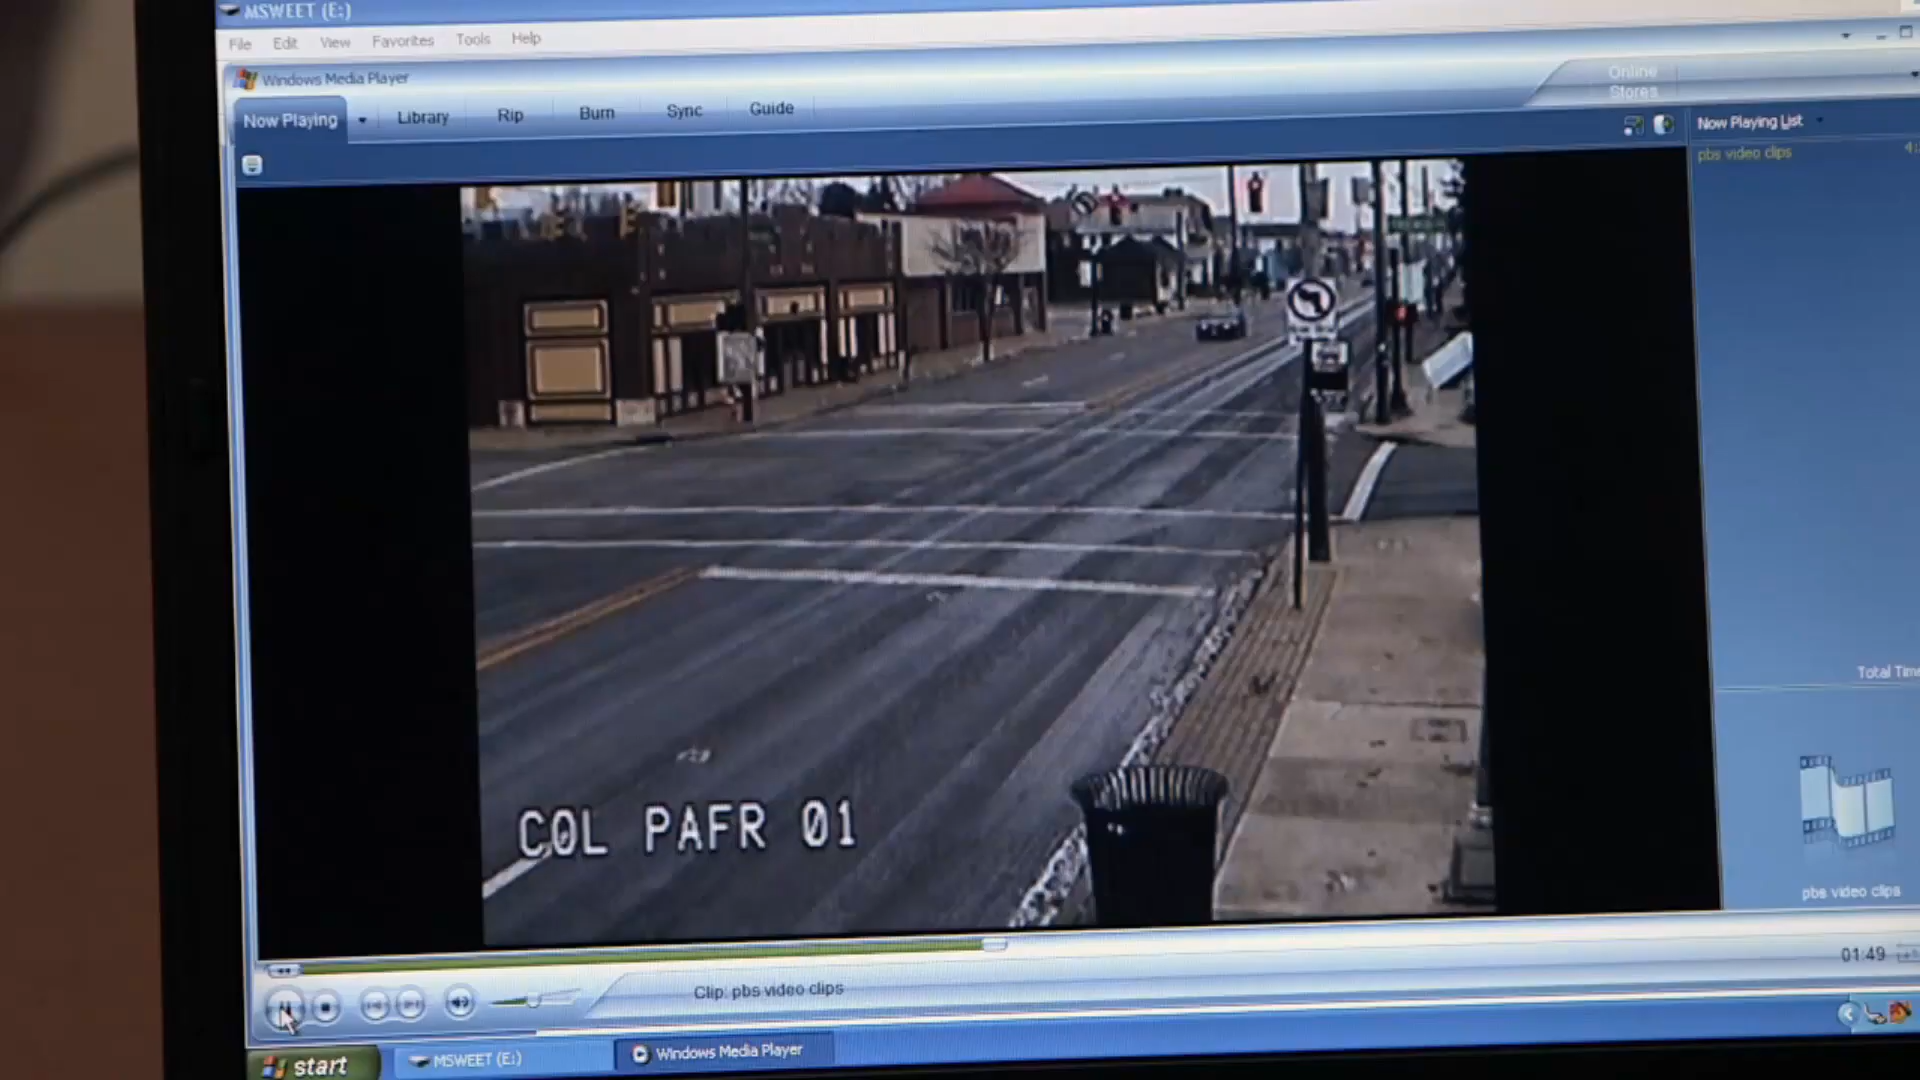 MSWEET (E:)
File Edit View Favorites Tools Help
Windows Media Player
Online Stores
Now Playing Library Rip Burn Sync Guide
Now Playing List
pbs video clips
COL PAFR 01
Total Time
pbs video clips
01:49
Clip: pbs video clips
start MSWEET (E:) Windows Media Player